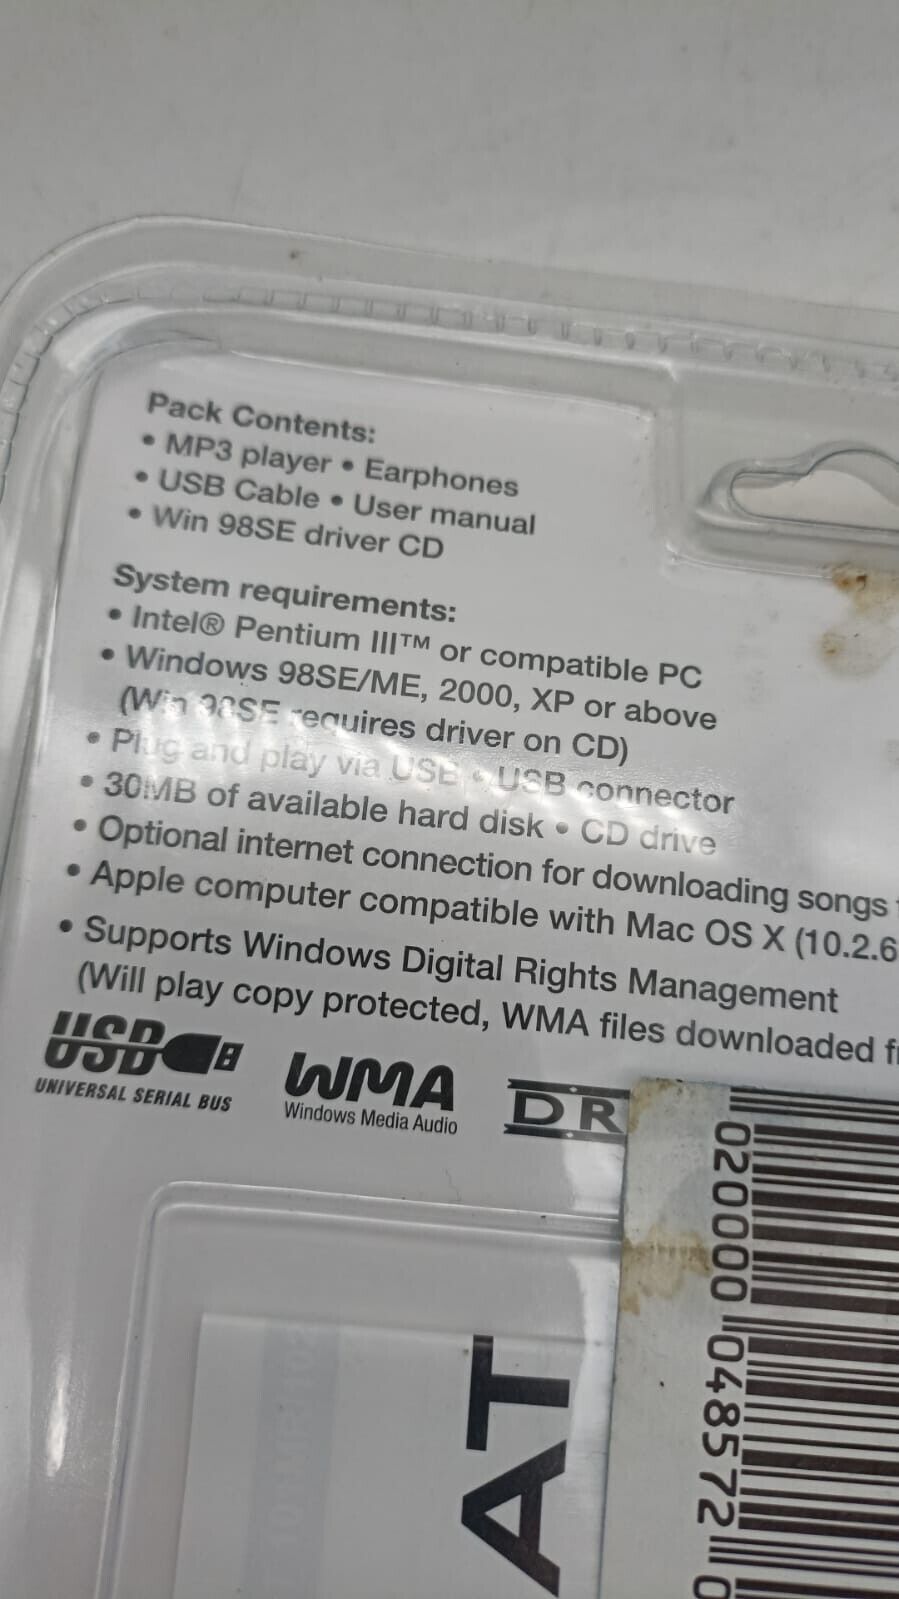 Pack Contents:
• MP3 player • Earphones
• USB Cable • User manual
• Win 98SE driver CD
System requirements:
• Intel® Pentium III™ or compatible PC
• Windows 98SE/ME, 2000, XP or above
(Win 98SE requires driver on CD)
• Plug and play via USB • USB connector
• 30MB of available hard disk • CD drive
• Optional internet connection for downloading songs
• Apple computer compatible with Mac OS X (10.2.6
• Supports Windows Digital Rights Management
(Will play copy protected, WMA files downloaded
USB
UNIVERSAL SERIAL BUS
WMA
Windows Media Audio
DR
020000 048572 0
AT